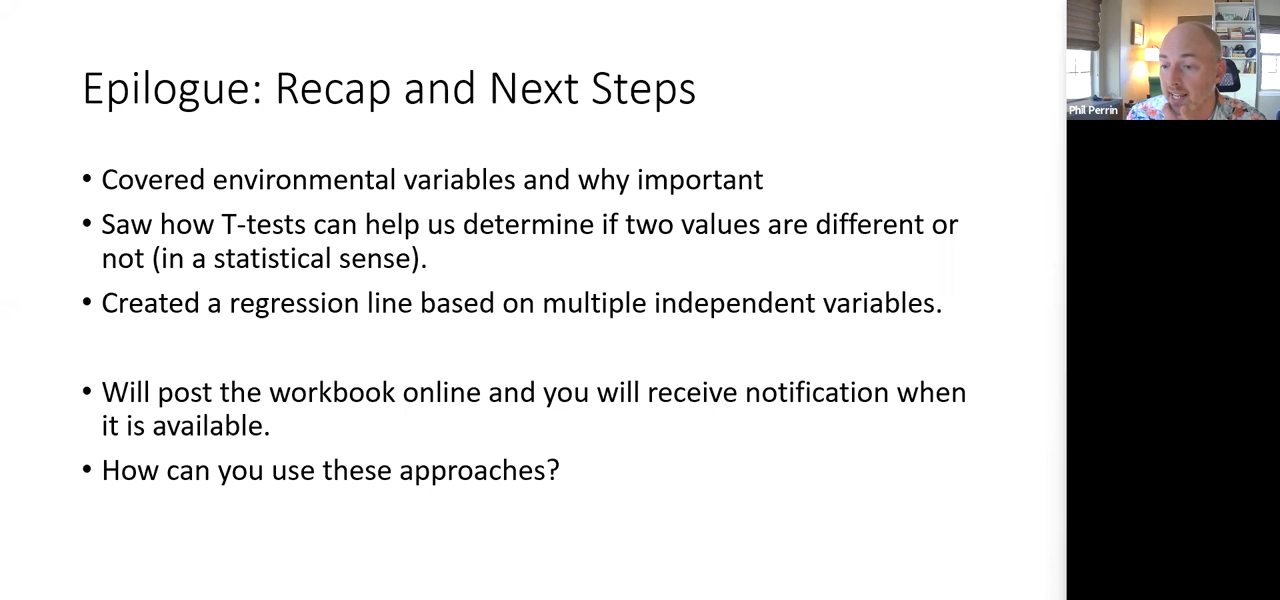 Epilogue: Recap and Next Steps
• Covered environmental variables and why important
• Saw how T-tests can help us determine if two values are different or
not (in a statistical sense).
• Created a regression line based on multiple independent variables.
• Will post the workbook online and you will receive notification when
it is available.
• How can you use these approaches?
Phil Perrin